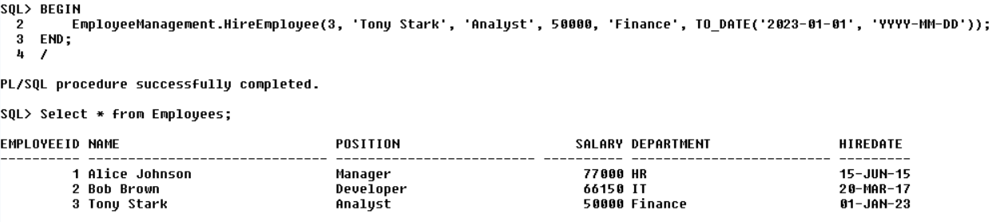 SQL> BEGIN
  2      EmployeeManagement.HireEmployee(3, 'Tony Stark', 'Analyst', 50000, 'Finance', TO_DATE('2023-01-01', 'YYYY-MM-DD'));
  3  END;
  4  /
PL/SQL procedure successfully completed.
SQL> Select * from Employees;
EMPLOYEEID NAME                           POSITION                       SALARY DEPARTMENT                HIREDATE
---------- ------------------------------ ------------------------- ---------- ------------------------- ---------
         1 Alice Johnson                  Manager                         77000 HR                        15-JUN-15
         2 Bob Brown                      Developer                       66150 IT                        20-MAR-17
         3 Tony Stark                     Analyst                         50000 Finance                   01-JAN-23